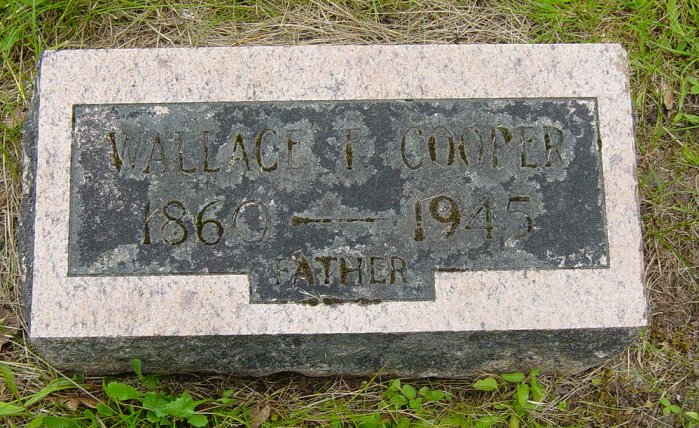 WALLACE F. COOPER
1860 — 1945
FATHER